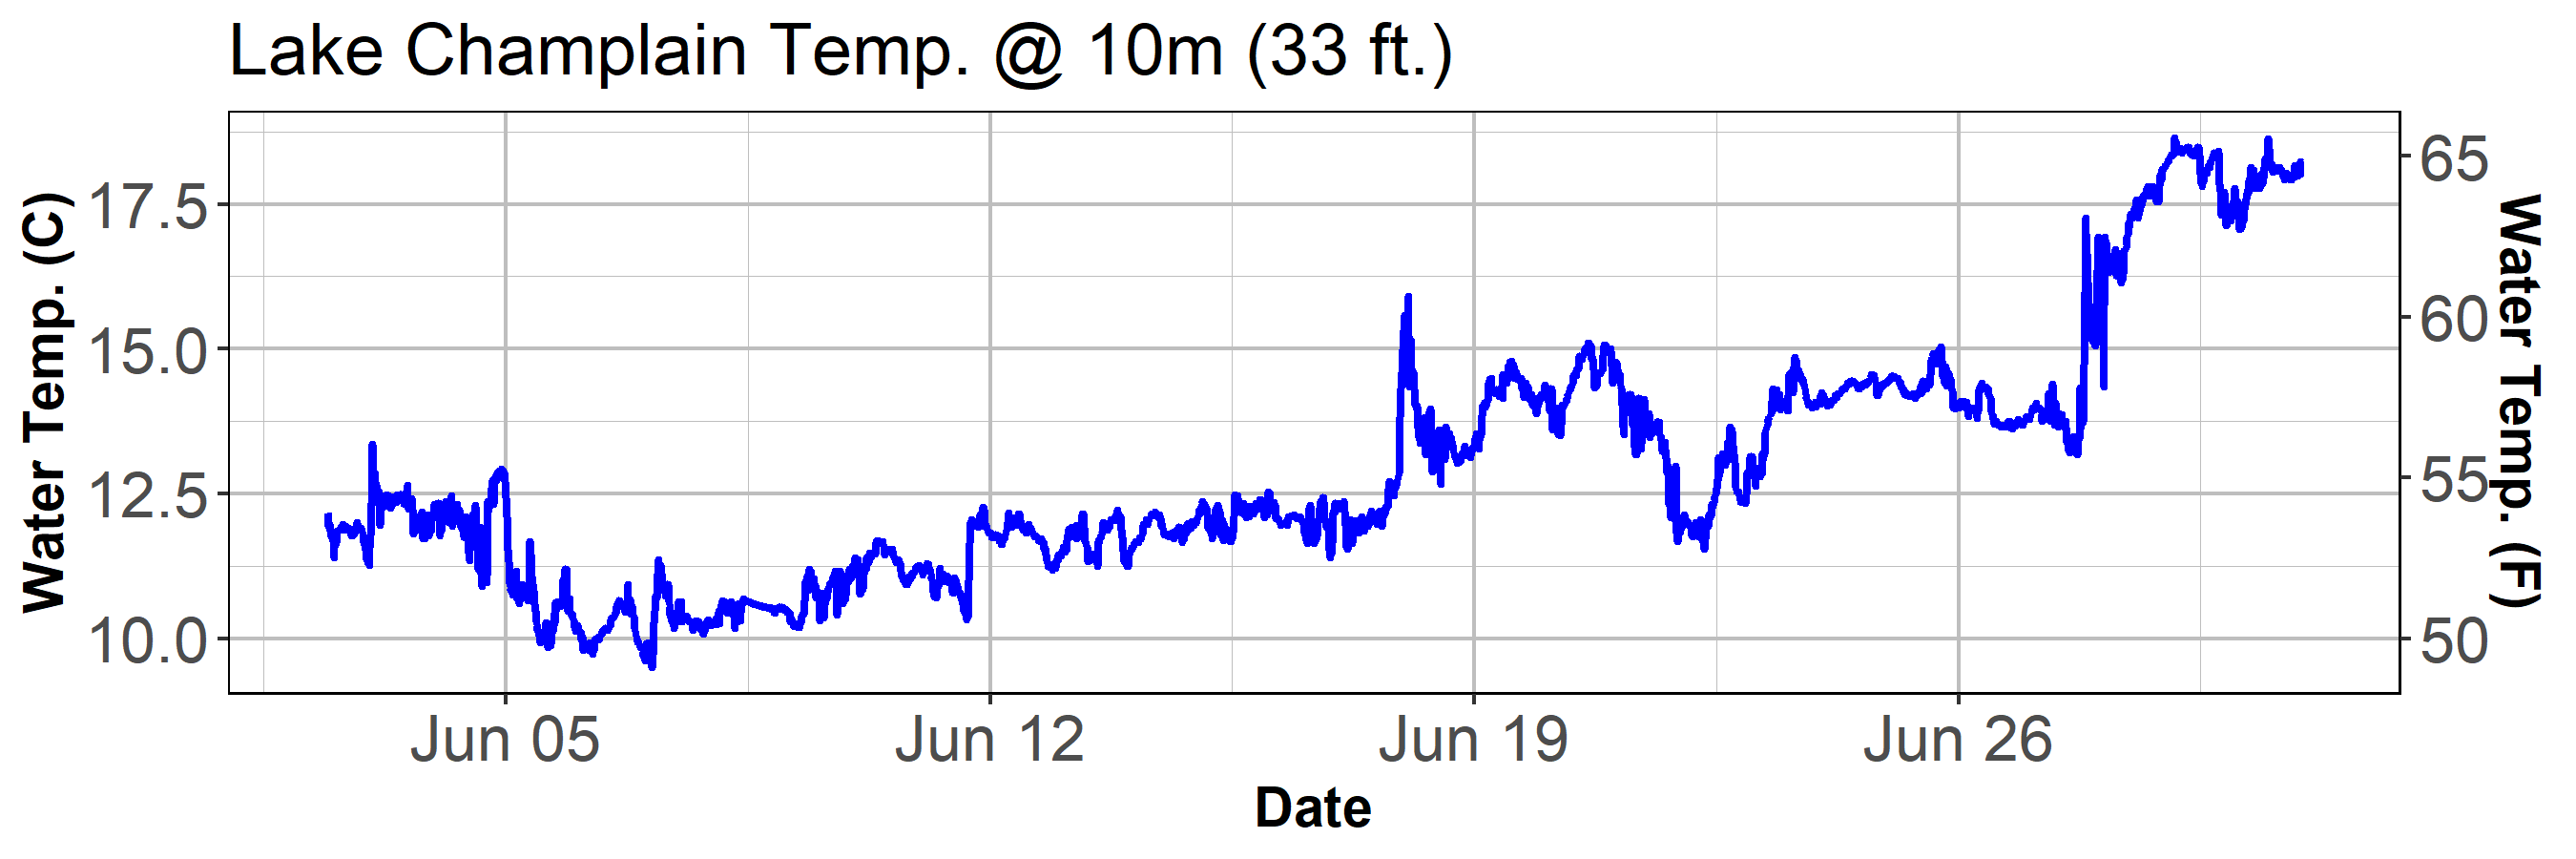 Lake Champlain Temp. @ 10m (33 ft.)
Water Temp. (C)
17.5
15.0
12.5
10.0
65
60
55
50
Water Temp. (F)
Jun 05
Jun 12
Jun 19
Jun 26
Date